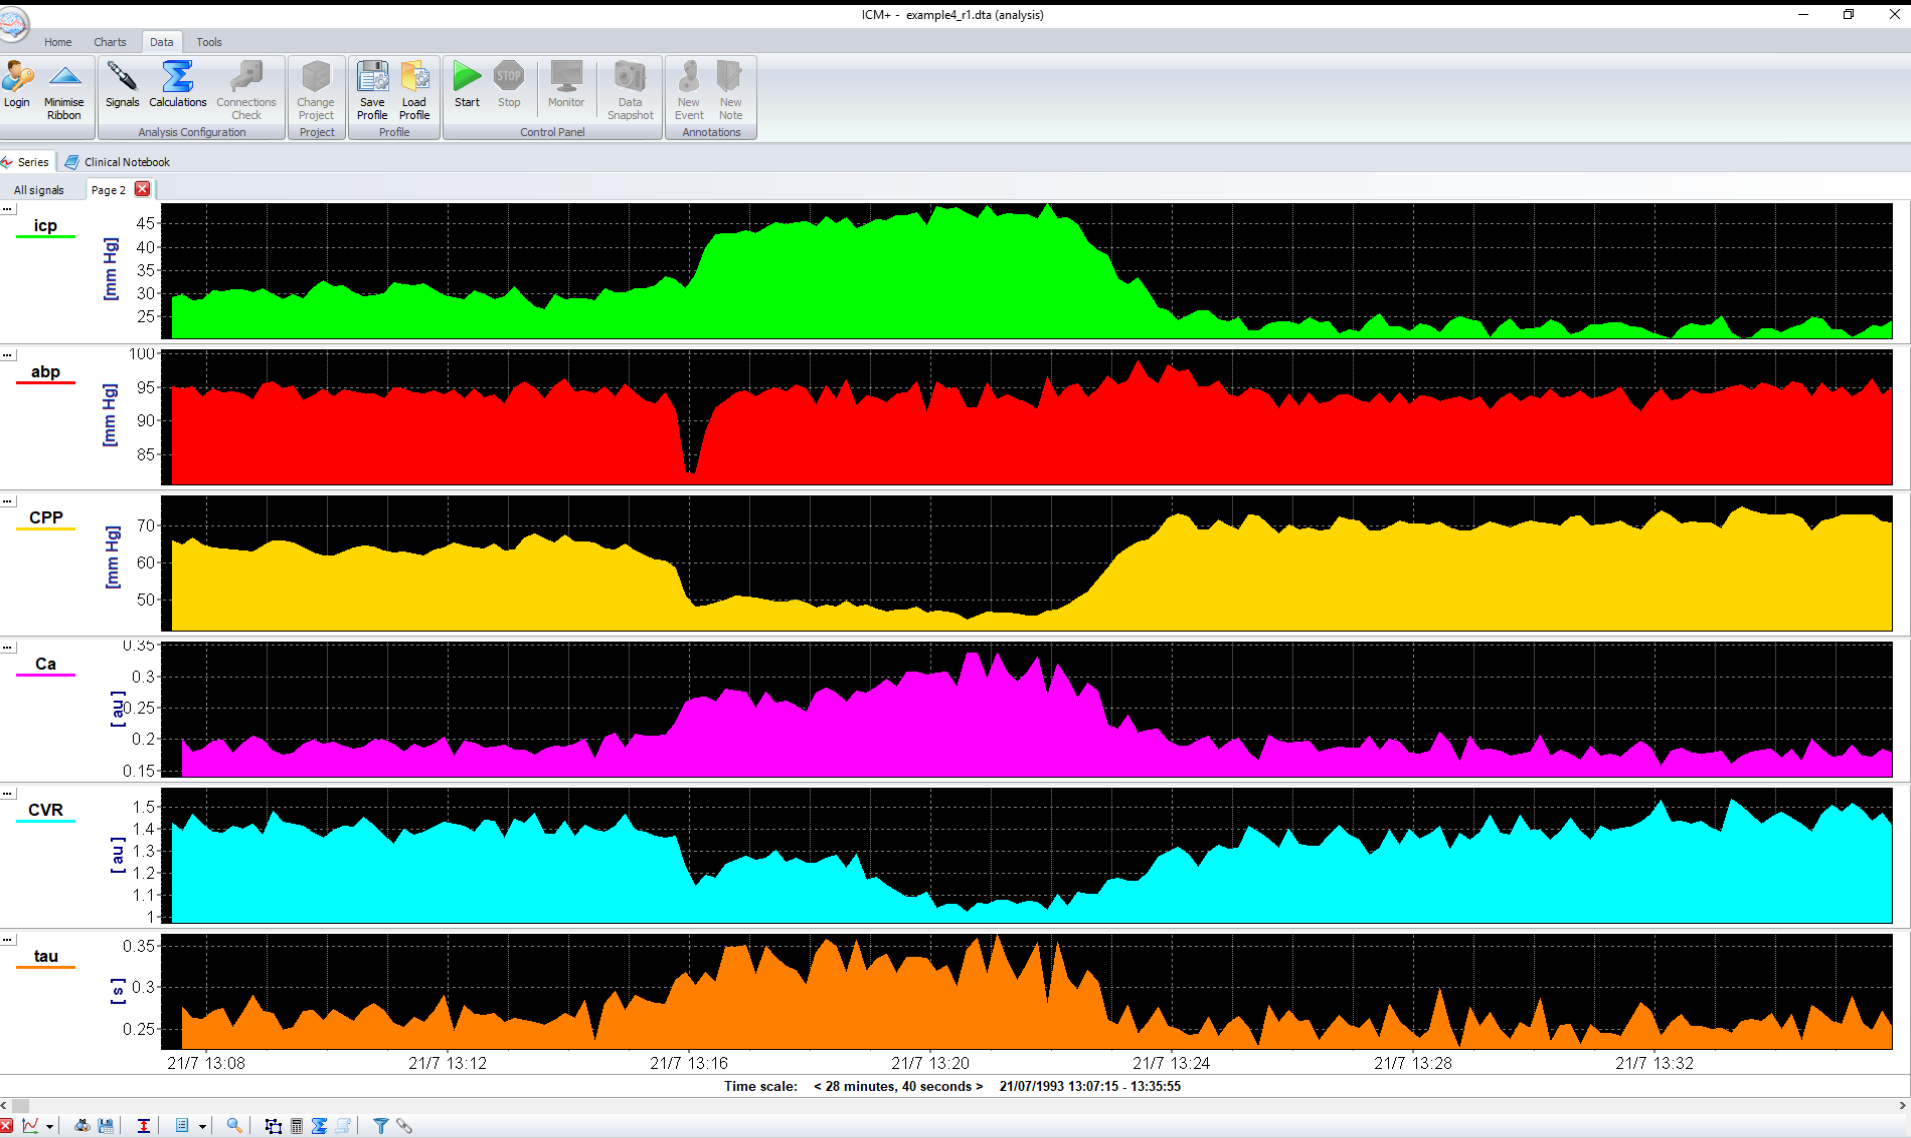 ICM+ - example4_r1.dta (analysis)
Home Charts Data Tools
Login Minimise Ribbon Signals Calculations Connections Check Change Project Save Profile Load Profile Start Stop Monitor Data Snapshot New Event New Note
STOP
Analysis Configuration Project Profile Control Panel Annotations
Series Clinical Notebook
All signals Page 2
icp
[mm Hg]
45
40
35
30
25
abp
[mm Hg]
100
95
90
85
CPP
[mm Hg]
70
60
50
Ca
[ au ]
0.35
0.3
0.25
0.2
0.15
CVR
[ au ]
1.5
1.4
1.3
1.2
1.1
1
tau
[ s ]
0.35
0.3
0.25
21/7 13:08 21/7 13:12 21/7 13:16 21/7 13:20 21/7 13:24 21/7 13:28 21/7 13:32
Time scale: < 28 minutes, 40 seconds > 21/07/1993 13:07:15 - 13:35:55